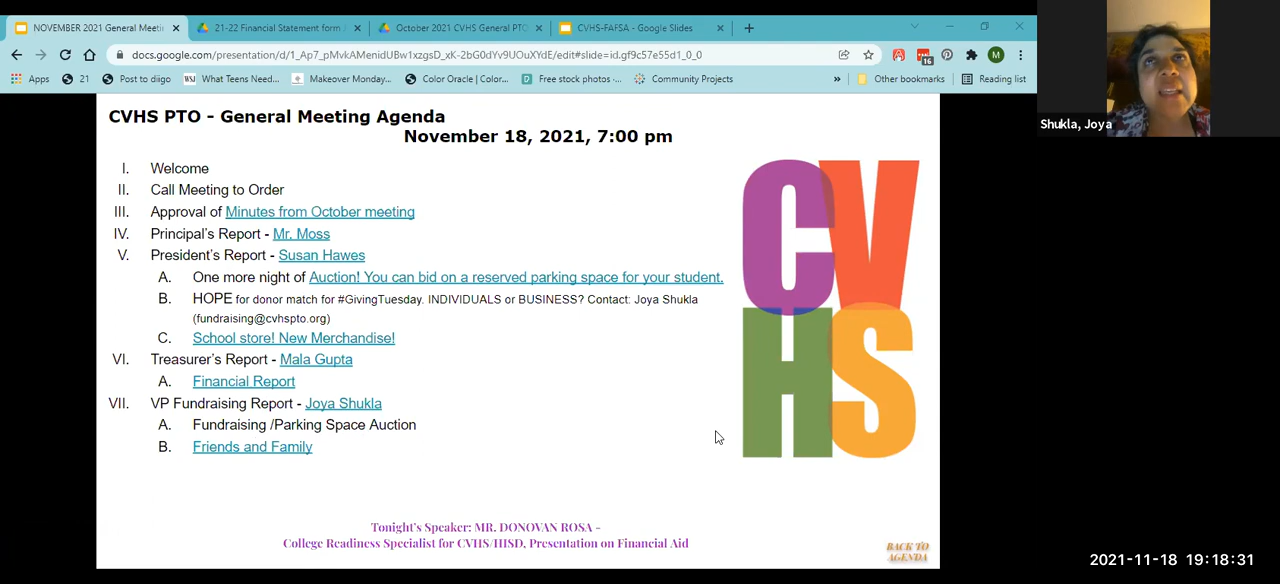 NOVEMBER 2021 General Meeti
21-22 Financial Statement form
October 2021 CVHS General PTO
CVHS-FAFSA - Google Slides
docs.google.com/presentation/d/1_Ap7_pMvkAMenidUBw1xzgsD_xK-2bG0dYv9UOuXYdE/edit#slide=id.gf9c57e55d1_0_0
16
M
Apps
21
Post to diigo
WSJ
What Teens Need...
Makeover Monday...
Color Oracle | Color...
Free stock photos -...
Community Projects
»
Other bookmarks
Reading list
Shukla, Joya
CVHS PTO - General Meeting Agenda
November 18, 2021, 7:00 pm
I. Welcome
II. Call Meeting to Order
III. Approval of Minutes from October meeting
IV. Principal's Report - Mr. Moss
V. President's Report - Susan Hawes
A. One more night of Auction! You can bid on a reserved parking space for your student.
B. HOPE for donor match for #GivingTuesday. INDIVIDUALS or BUSINESS? Contact: Joya Shukla
(fundraising@cvhspto.org)
C. School store! New Merchandise!
VI. Treasurer's Report - Mala Gupta
A. Financial Report
VII. VP Fundraising Report - Joya Shukla
A. Fundraising /Parking Space Auction
B. Friends and Family
CV
HS
Tonight's Speaker: MR. DONOVAN ROSA -
College Readiness Specialist for CVHS/HISD, Presentation on Financial Aid
BACK TO
AGENDA
2021-11-18 19:18:31